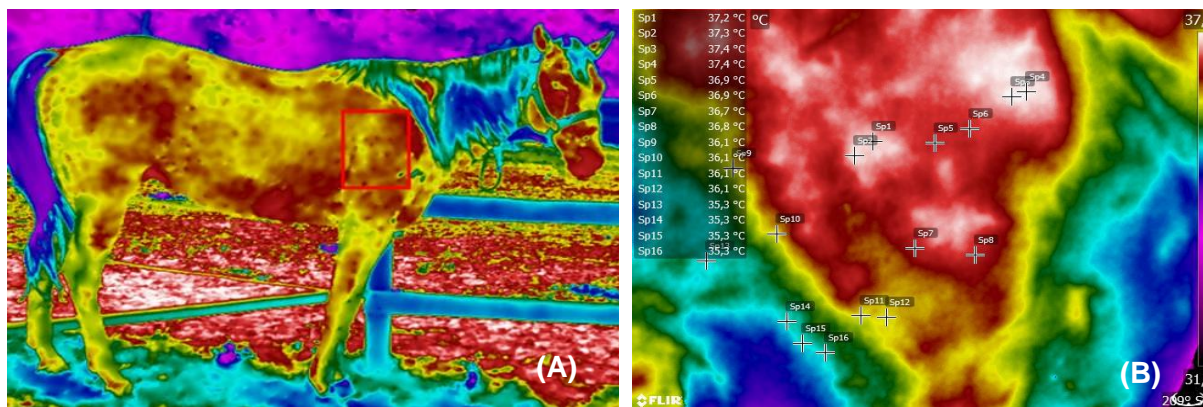 (A)
Sp1 37,2 °C
Sp2 37,3 °C
Sp3 37,4 °C
Sp4 37,4 °C
Sp5 36,9 °C
Sp6 36,9 °C
Sp7 36,7 °C
Sp8 36,8 °C
Sp9 36,1 °C
Sp10 36,1 °C
Sp11 36,1 °C
Sp12 36,1 °C
Sp13 35,3 °C
Sp14 35,3 °C
Sp15 35,3 °C
Sp16 35,3 °C
°C
37
Sp4
Sp6
Sp1
Sp5
Sp10
Sp7
Sp8
Sp11
Sp12
Sp14
Sp15
Sp16
31,
(B)
FLIR